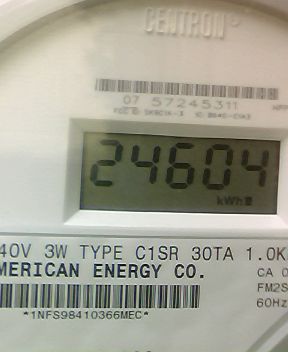 CENTRON®
07 57245311
24604
kWh
40V 3W TYPE C1SR 30TA 1.0K
MERICAN ENERGY CO.
CA 0
FM2S
60Hz
*1NFS98410366MEC*